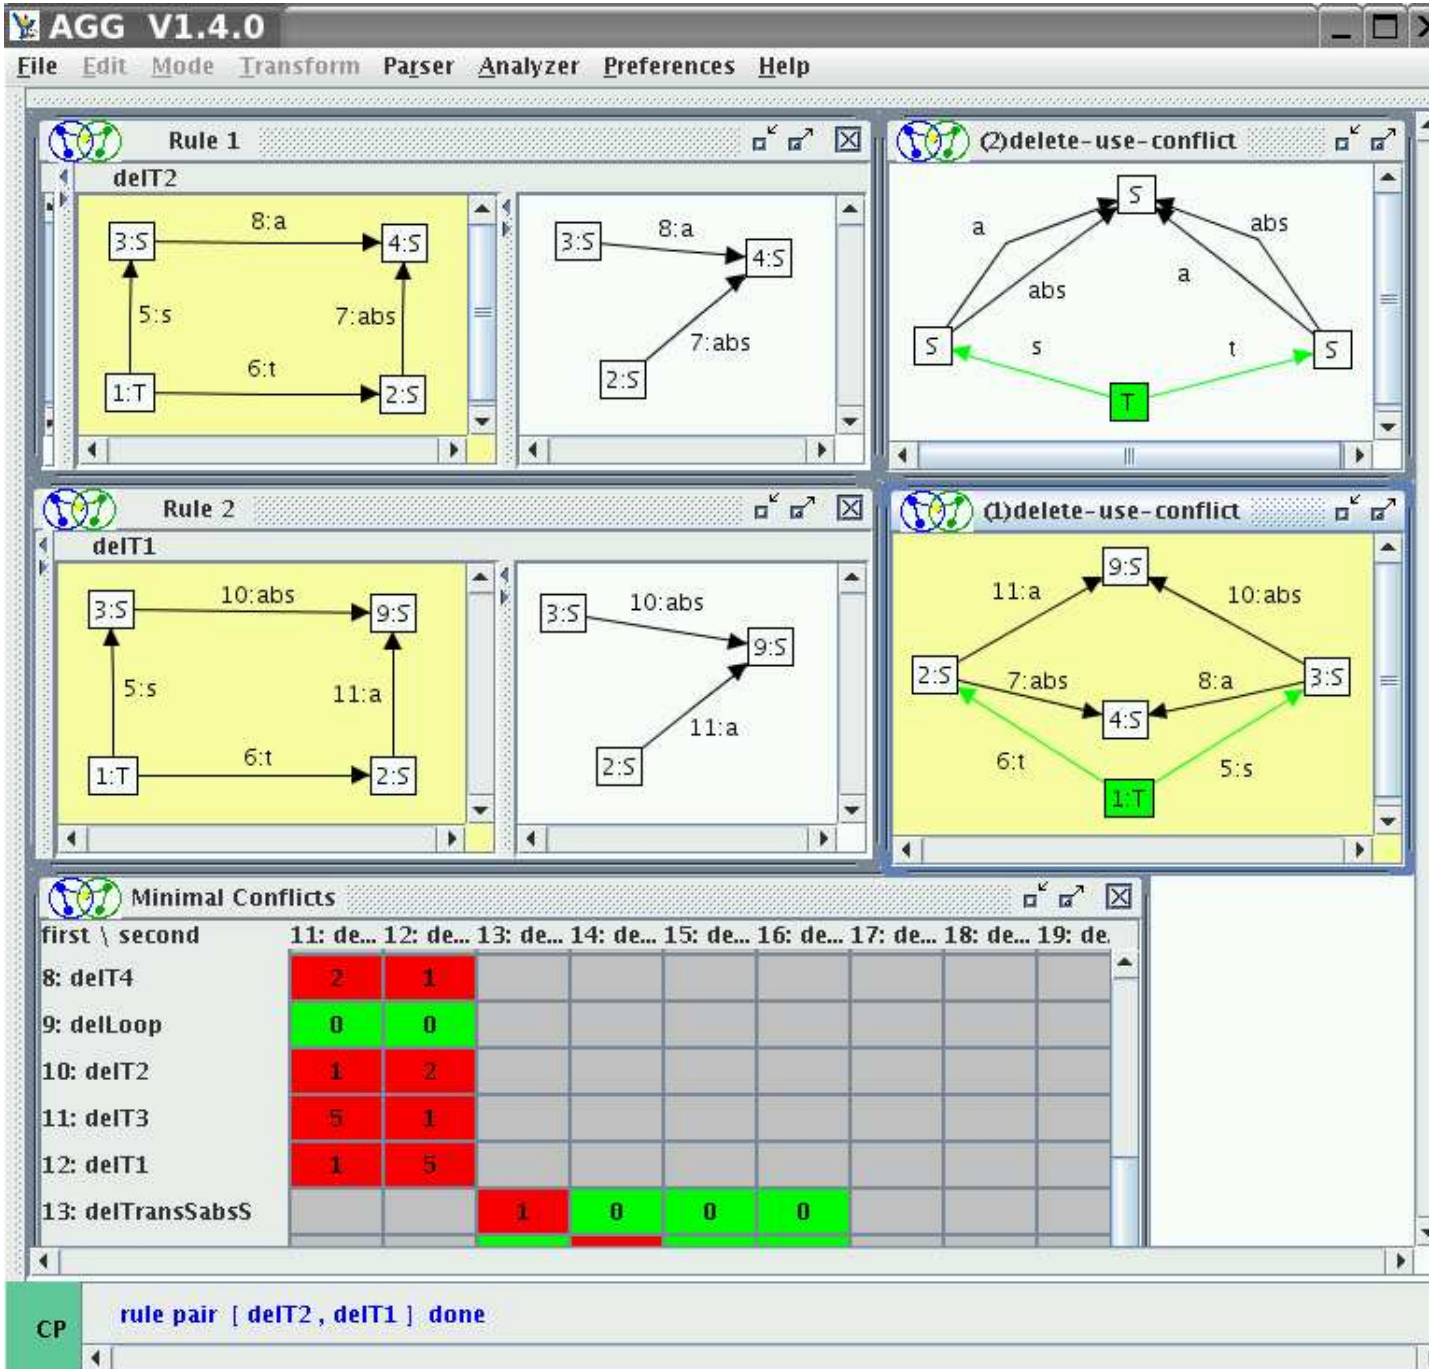 AGG V1.4.0
File Edit Mode Transform Parser Analyzer Preferences Help
Rule 1
delT2
3:S 8:a 4:S
5:s 7:abs
1:T 6:t 2:S
3:S 8:a 4:S
7:abs
2:S
(2)delete-use-conflict
S
a abs
abs a
S s t S
T
Rule 2
delT1
3:S 10:abs 9:S
5:s 11:a
1:T 6:t 2:S
3:S 10:abs
9:S
11:a
2:S
(1)delete-use-conflict
9:S
11:a 10:abs
2:S 7:abs 8:a 3:S
4:S
6:t 5:s
1:T
Minimal Conflicts
first \ second 11: de... 12: de... 13: de... 14: de... 15: de... 16: de... 17: de... 18: de... 19: de.
8: delT4 2 1
9: delLoop 0 0
10: delT2 1 2
11: delT3 5 1
12: delT1 1 5
13: delTransSabsS 1 0 0 0
CP rule pair [ delT2 , delT1 ] done